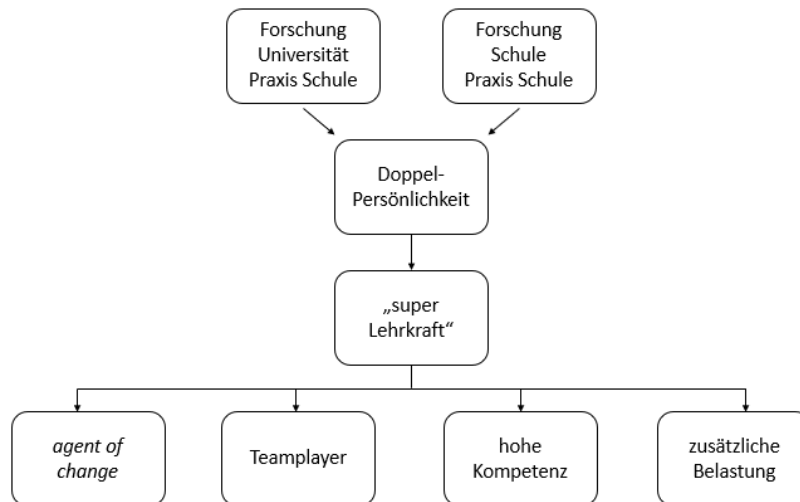 Forschung
Universität
Praxis Schule
Forschung
Schule
Praxis Schule
Doppel-
Persönlichkeit
„super
Lehrkraft“
agent of
change
Teamplayer
hohe
Kompetenz
zusätzliche
Belastung